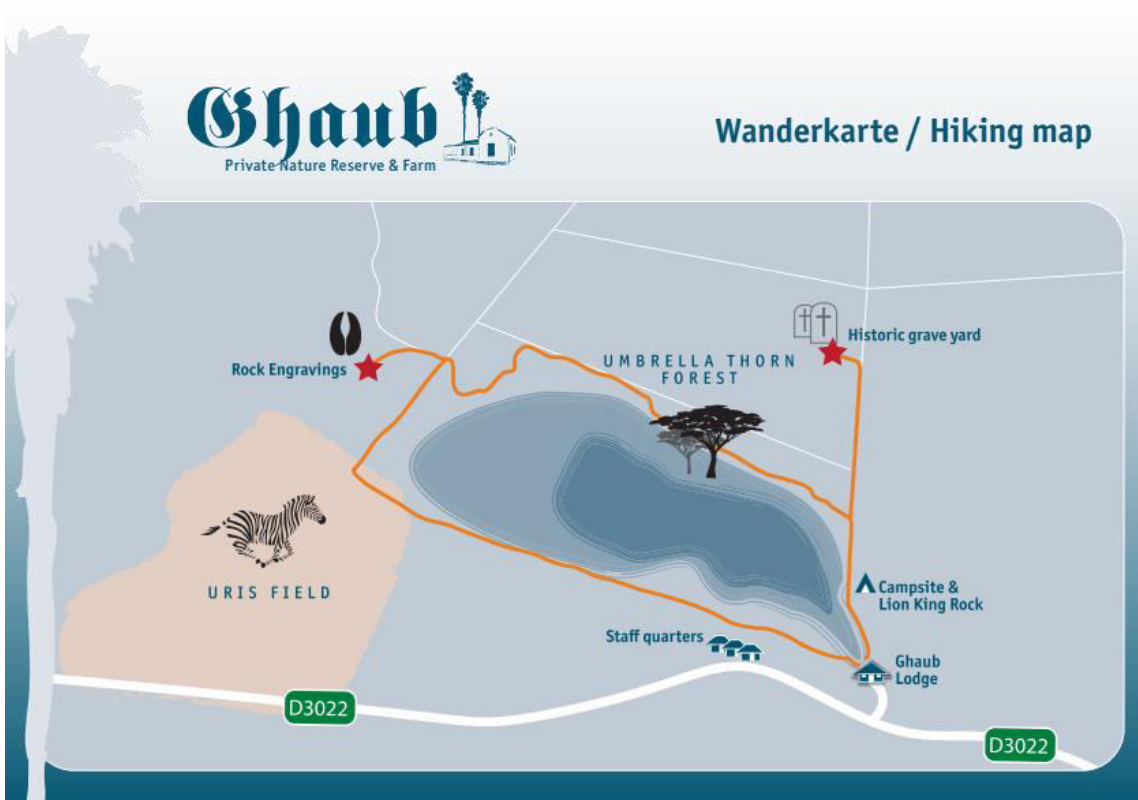 Ghaub
Private Nature Reserve & Farm
Wanderkarte / Hiking map
Historic grave yard
Rock Engravings
UMBRELLA THORN
FOREST
URIS FIELD
Campsite &
Lion King Rock
Staff quarters
Ghaub
Lodge
D3022
D3022